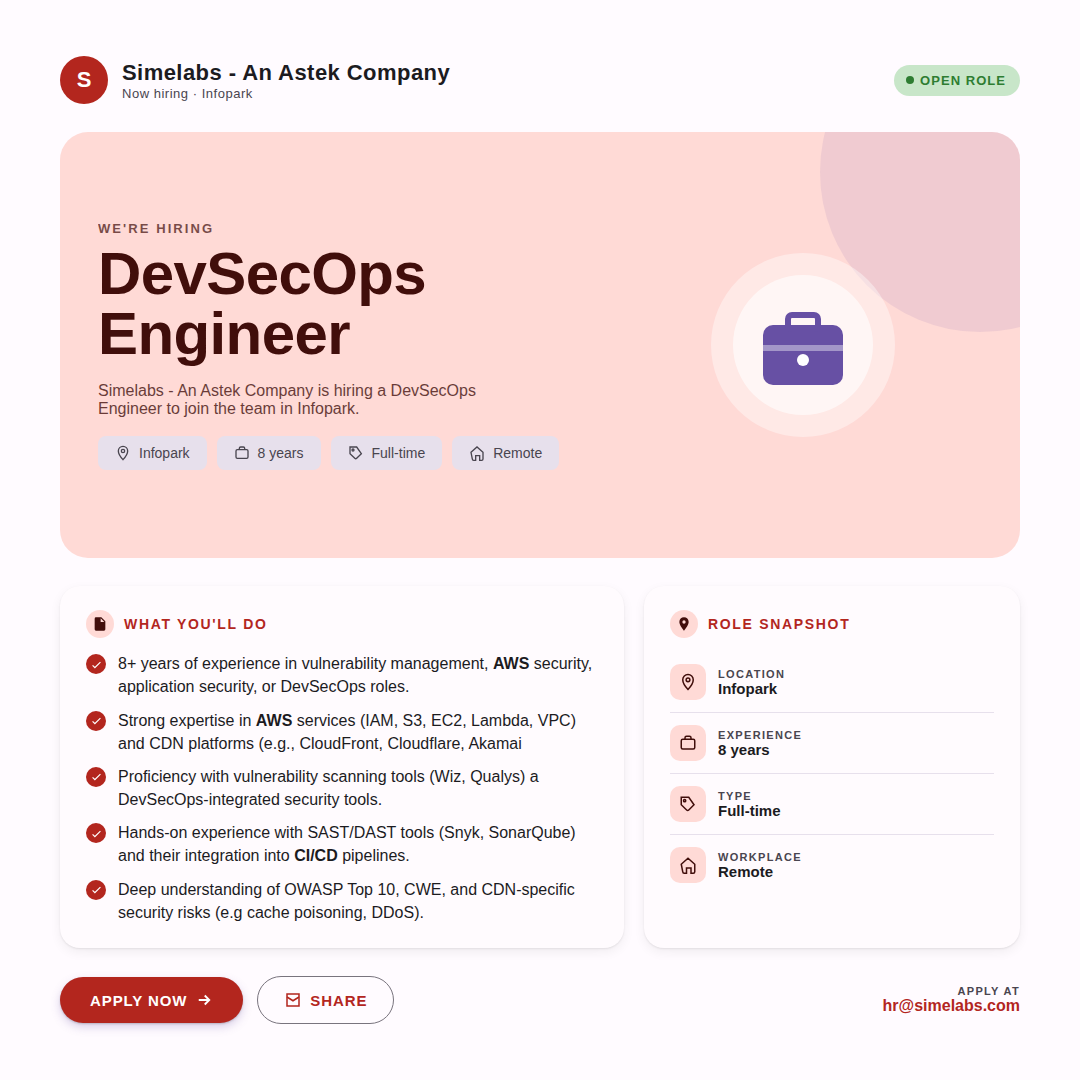 S
Simelabs - An Astek Company
Now hiring · Infopark
OPEN ROLE
WE'RE HIRING
DevSecOps
Engineer
Simelabs - An Astek Company is hiring a DevSecOps
Engineer to join the team in Infopark.
Infopark
8 years
Full-time
Remote
WHAT YOU'LL DO
8+ years of experience in vulnerability management, AWS security,
application security, or DevSecOps roles.
Strong expertise in AWS services (IAM, S3, EC2, Lambda, VPC)
and CDN platforms (e.g., CloudFront, Cloudflare, Akamai
Proficiency with vulnerability scanning tools (Wiz, Qualys) a
DevSecOps-integrated security tools.
Hands-on experience with SAST/DAST tools (Snyk, SonarQube)
and their integration into CI/CD pipelines.
Deep understanding of OWASP Top 10, CWE, and CDN-specific
security risks (e.g cache poisoning, DDoS).
ROLE SNAPSHOT
LOCATION
Infopark
EXPERIENCE
8 years
TYPE
Full-time
WORKPLACE
Remote
APPLY NOW
SHARE
APPLY AT
hr@simelabs.com